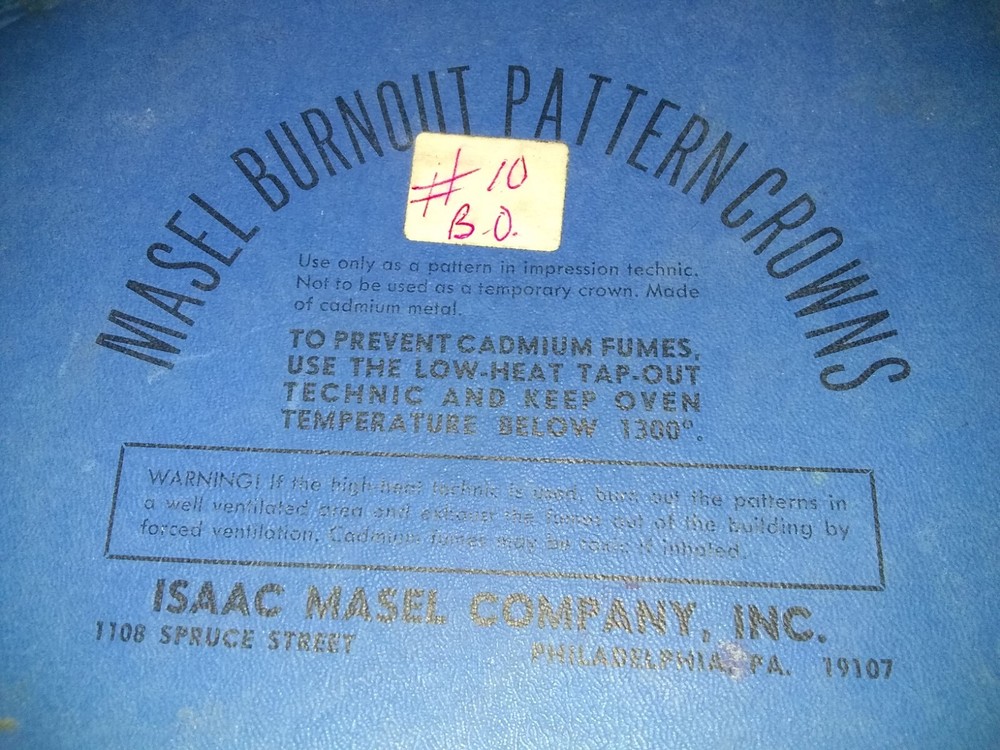 MASEL BURNOUT PATTERN CROWNS
# 10
B.O.
Use only as a pattern in impression technic.
Not to be used as a temporary crown. Made
of cadmium metal.
TO PREVENT CADMIUM FUMES,
USE THE LOW-HEAT TAP-OUT
TECHNIC AND KEEP OVEN
TEMPERATURE BELOW 1300°.
WARNING! If the high-heat technic is used, burn out the patterns in
a well ventilated area and exhaust the fumes out of the building by
forced ventilation. Cadmium fumes may be toxic if inhaled.
ISAAC MASEL COMPANY, INC.
1108 SPRUCE STREET PHILADELPHIA, PA. 19107